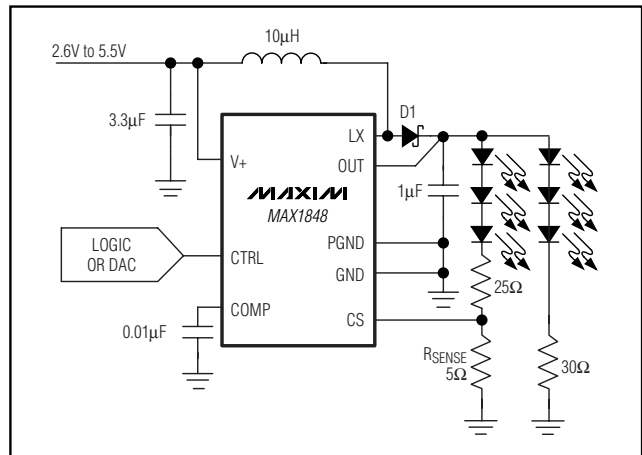 2.6V to 5.5V
10µH
3.3µF
D1
LX
V+
OUT
MAXIM
MAX1848
1µF
LOGIC
OR DAC
CTRL
PGND
GND
25Ω
COMP
0.01µF
CS
RSENSE
5Ω
30Ω